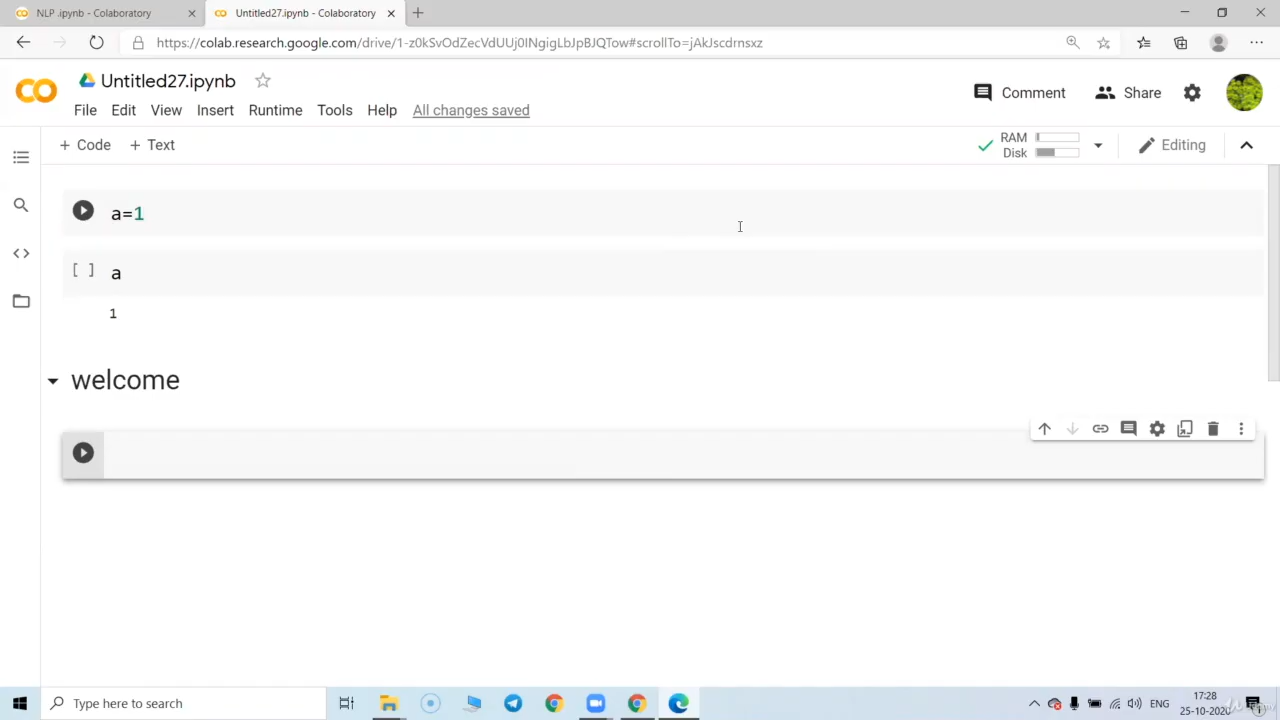 NLP .ipynb - Colaboratory
Untitled27.ipynb - Colaboratory
https://colab.research.google.com/drive/1-z0kSvOdZecVdUUj0INgigLbJpBJQTow#scrollTo=jAkJscdrnsxz
Untitled27.ipynb
Comment
Share
File Edit View Insert Runtime Tools Help All changes saved
+ Code + Text
RAM
Disk
Editing
a=1
[ ] a
1
welcome
Type here to search
ENG
17:28
25-10-2020